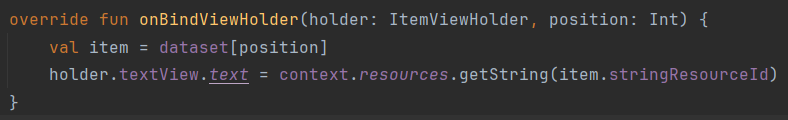 override fun onBindViewHolder(holder: ItemViewHolder, position: Int) {
    val item = dataset[position]
    holder.textView.text = context.resources.getString(item.stringResourceId)
}